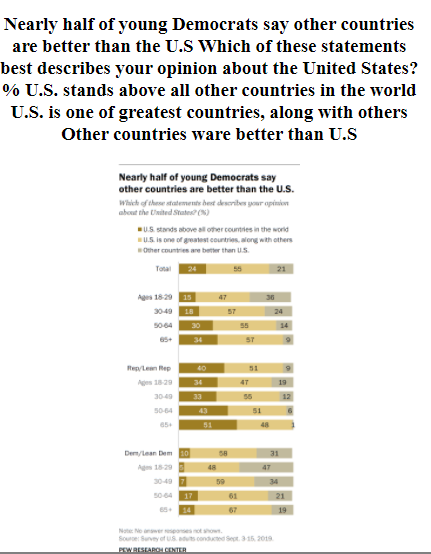 Nearly half of young Democrats say other countries
are better than the U.S Which of these statements
best describes your opinion about the United States?
% U.S. stands above all other countries in the world
U.S. is one of greatest countries, along with others
Other countries ware better than U.S
Nearly half of young Democrats say
other countries are better than the U.S.
Which of these statements best describes your opinion
about the United States? (%)
U.S. stands above all other countries in the world
U.S. is one of greatest countries, along with others
Other countries are better than U.S.
Total 24 55 21
Ages 18-29 15 47 36
30-49 18 57 24
50-64 30 55 14
65+ 34 57 9
Rep/Lean Rep 40 51 9
Ages 18-29 34 47 19
30-49 33 55 12
50-64 43 51 6
65+ 51 48 1
Dem/Lean Dem 10 58 31
Ages 18-29 48 47
30-49 7 59 34
50-64 17 61 21
65+ 14 67 19
Note: No answer responses not shown.
Source: Survey of U.S. adults conducted Sept. 3-15, 2019.
PEW RESEARCH CENTER